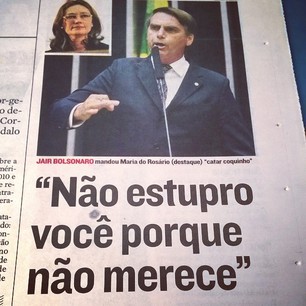 JAIR BOLSONARO mandou Maria do Rosário (destaque) "catar coquinho"
"Não estupro
você porque
não merece"